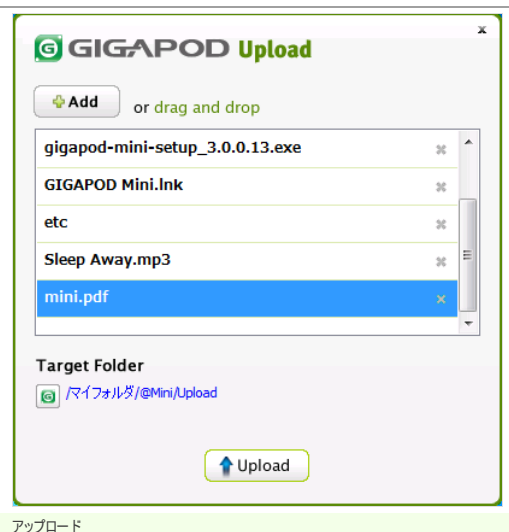 x
GIGAPOD Upload
Add or drag and drop
gigapod-mini-setup_3.0.0.13.exe
GIGAPOD Mini.lnk
etc
Sleep Away.mp3
mini.pdf
Target Folder
/マイフォルダ/@Mini/Upload
Upload
アップロード